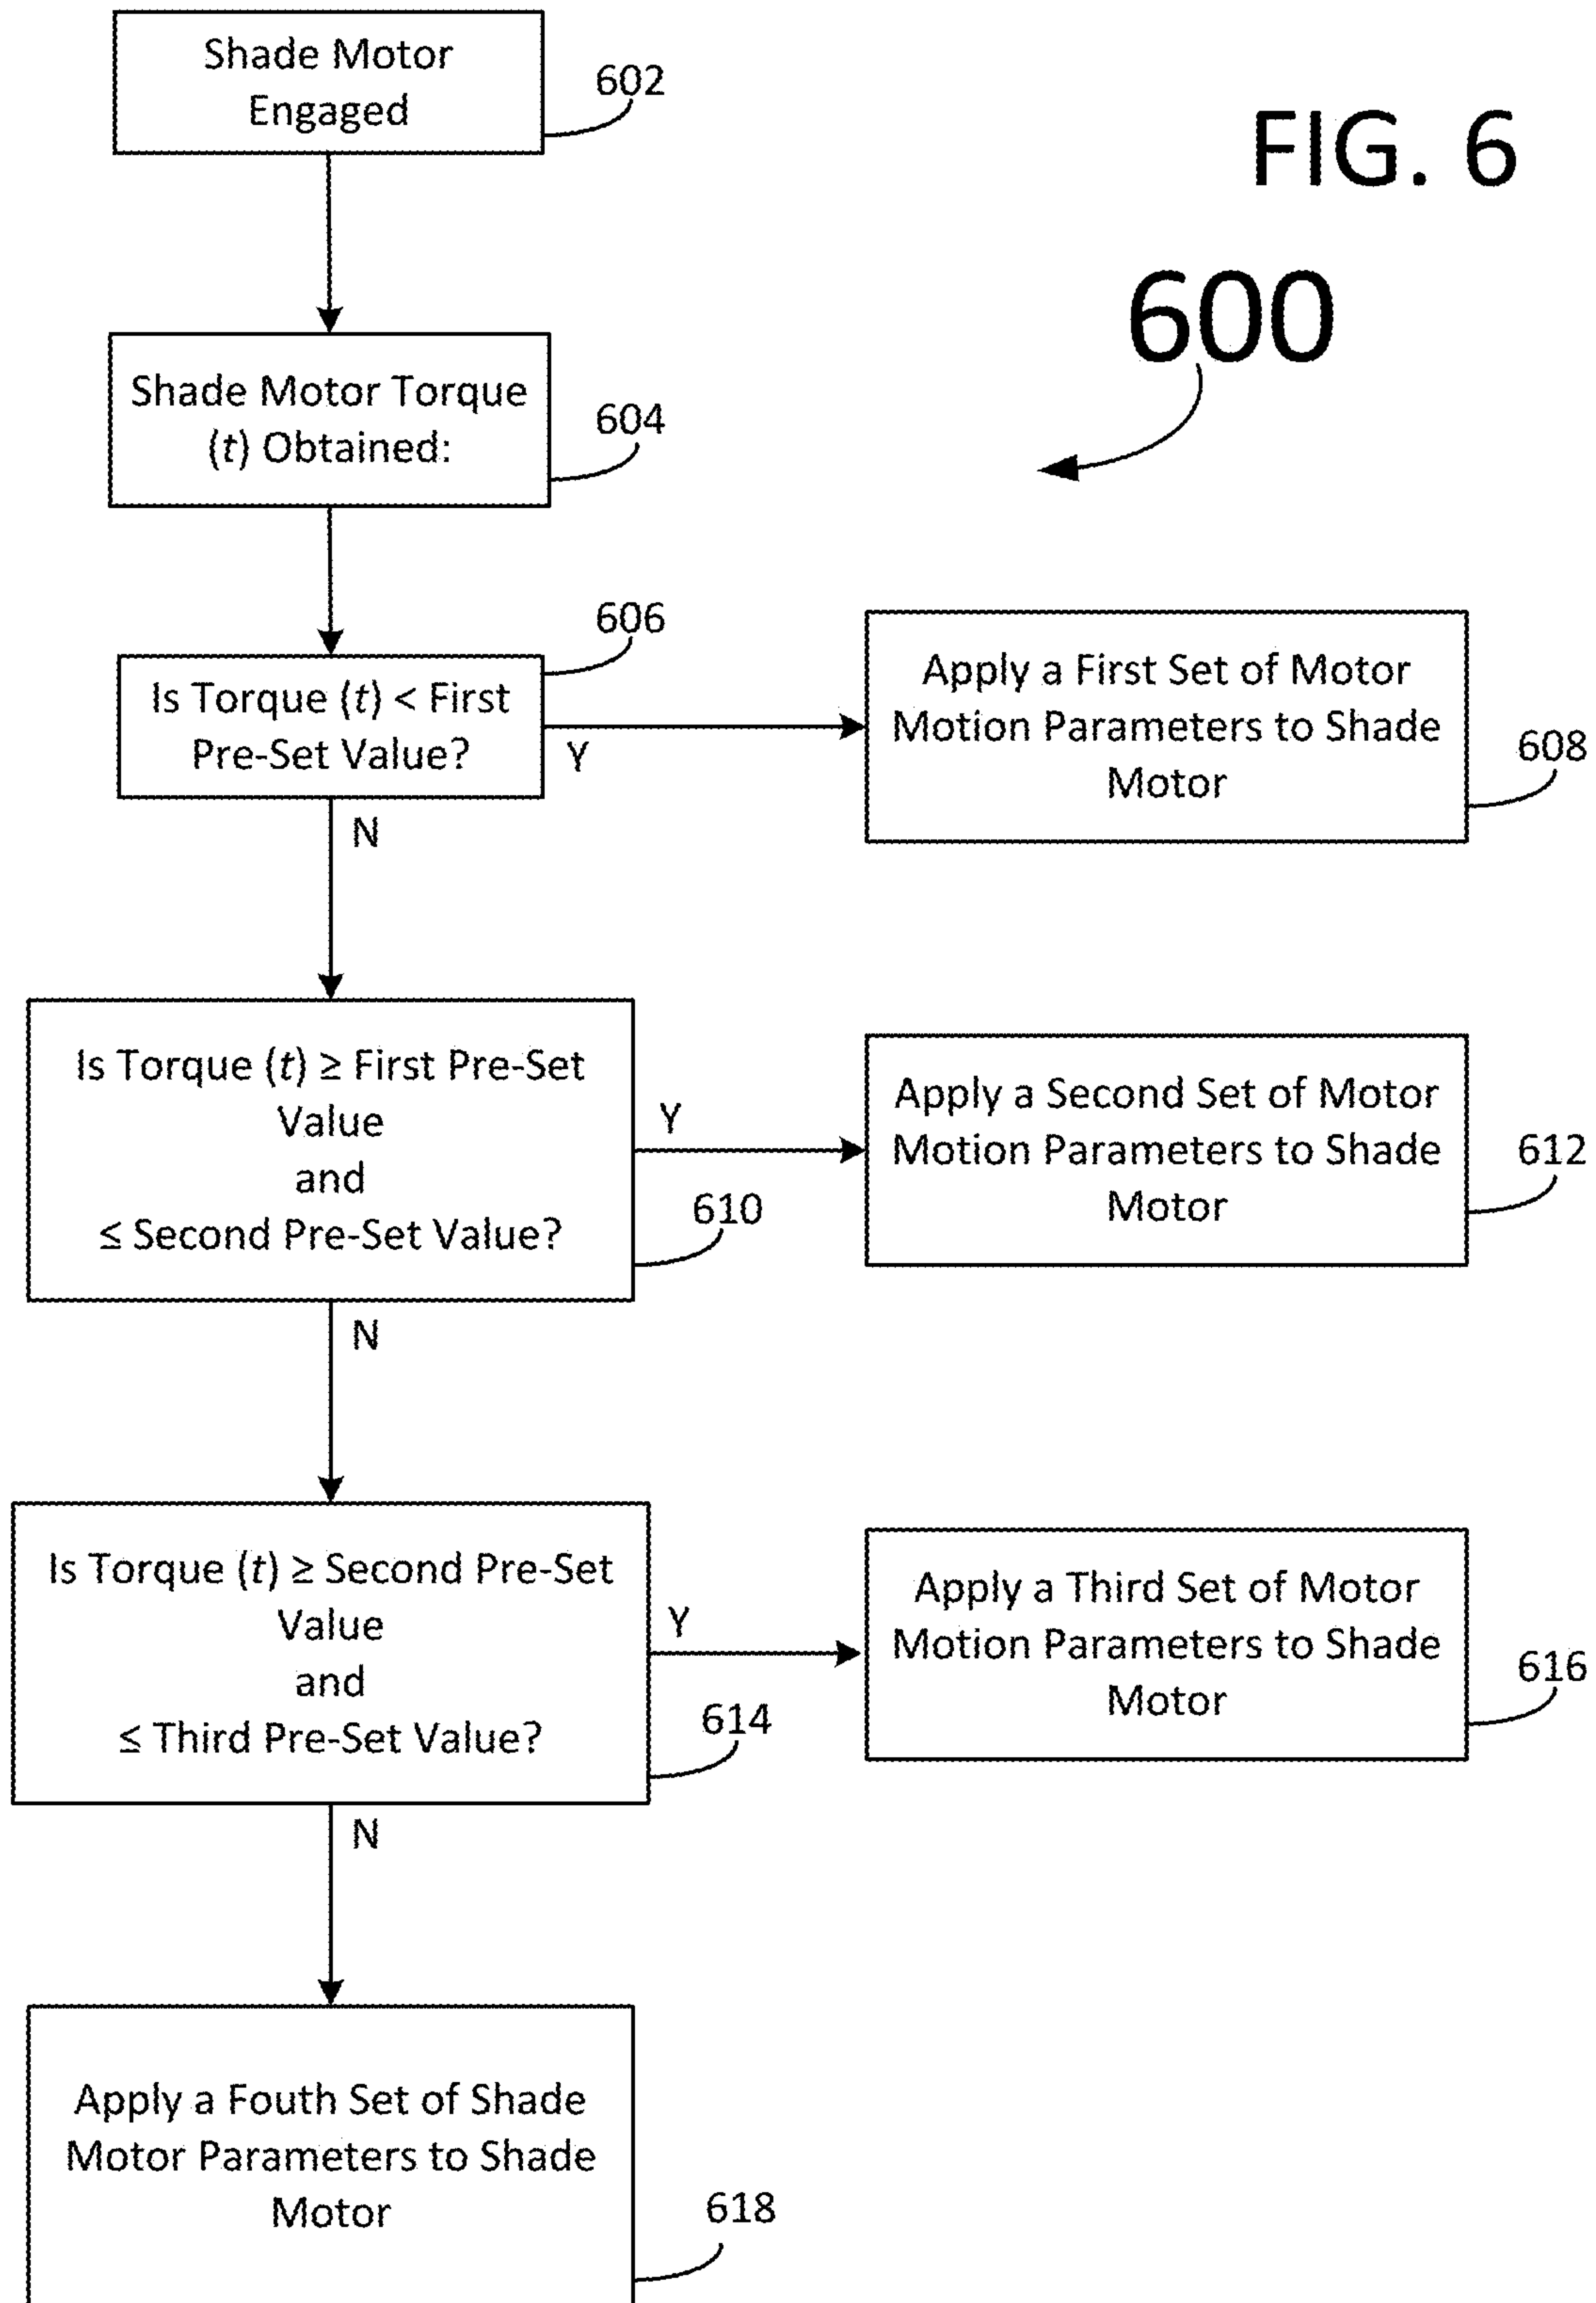 Shade Motor
Engaged
602
FIG. 6
600
Shade Motor Torque
(t) Obtained:
604
606
Is Torque (t) < First
Pre-Set Value?
Y
N
Apply a First Set of Motor
Motion Parameters to Shade
Motor
608
Is Torque (t) ≥ First Pre-Set
Value
and
≤ Second Pre-Set Value?
610
Y
N
Apply a Second Set of Motor
Motion Parameters to Shade
Motor
612
Is Torque (t) ≥ Second Pre-Set
Value
and
≤ Third Pre-Set Value?
614
Y
N
Apply a Third Set of Motor
Motion Parameters to Shade
Motor
616
Apply a Fouth Set of Shade
Motor Parameters to Shade
Motor
618